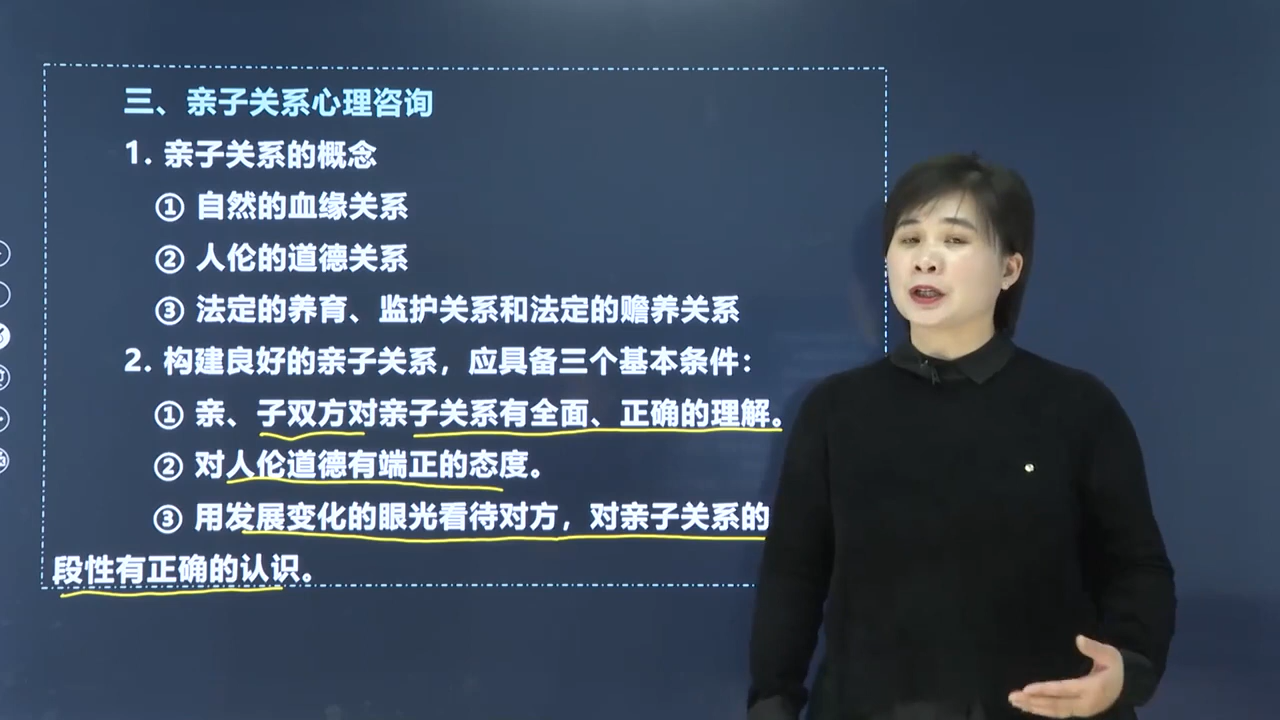 三、亲子关系心理咨询
1. 亲子关系的概念
① 自然的血缘关系
② 人伦的道德关系
③ 法定的养育、监护关系和法定的赡养关系
2. 构建良好的亲子关系，应具备三个基本条件：
① 亲、子双方对亲子关系有全面、正确的理解。
② 对人伦道德有端正的态度。
③ 用发展变化的眼光看待对方，对亲子关系的
段性有正确的认识。